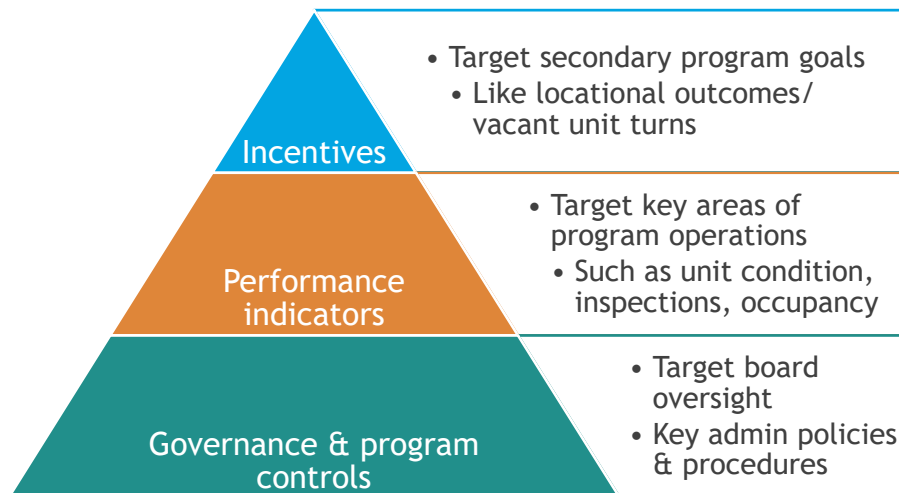 • Target secondary program goals
• Like locational outcomes/
vacant unit turns
Incentives
• Target key areas of
program operations
• Such as unit condition,
inspections, occupancy
Performance
indicators
• Target board
oversight
• Key admin policies
& procedures
Governance & program
controls